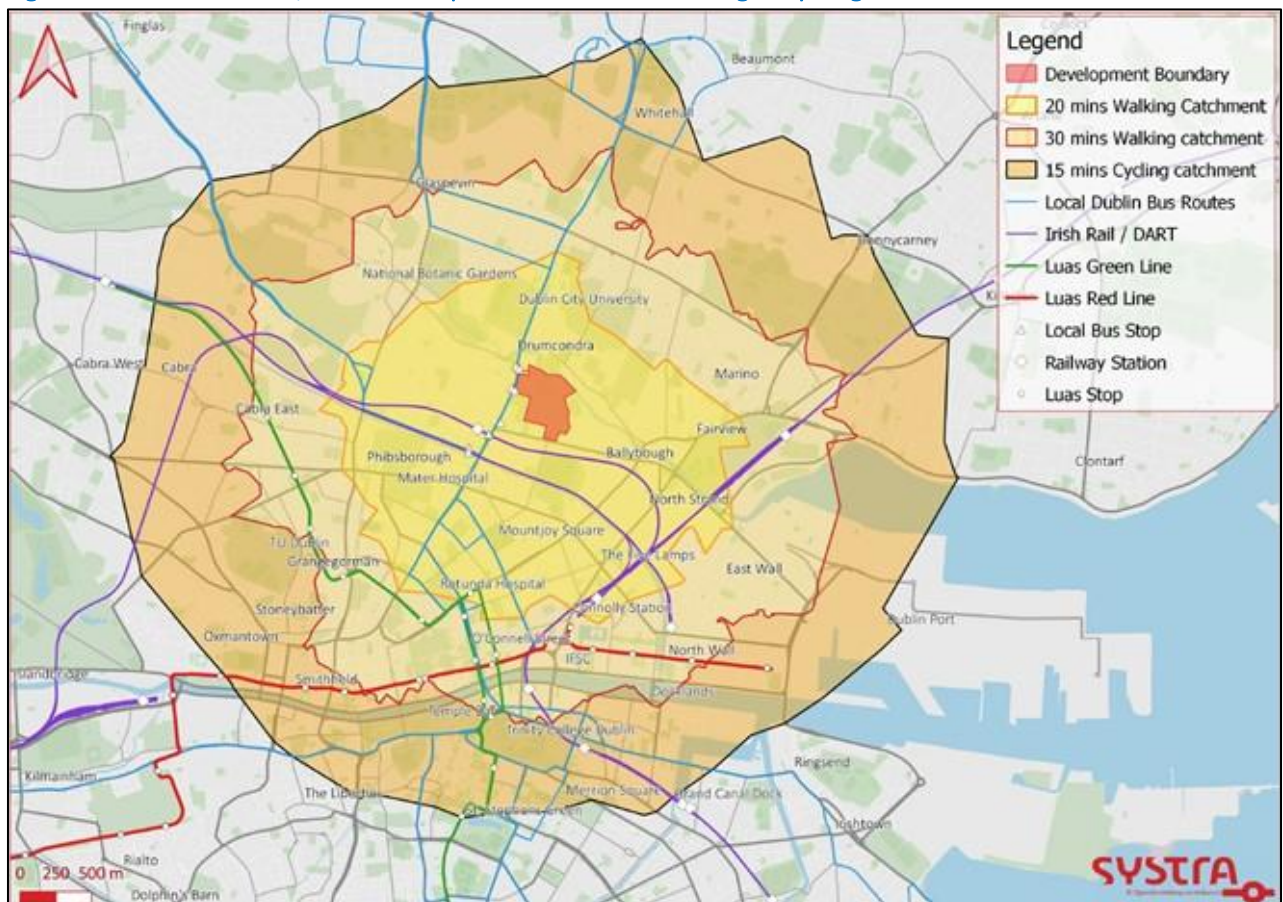 Finglas
Beaumont
Whitehall
Glasnevin
National Botanic Gardens
Dublin City University
Drumcondra
Cabra West
Cabra
Marino
Cabra East
Fairview
Phibsborough
Ballybough
Clontarf
Mater Hospital
North Strand
Mountjoy Square
TU Dublin
The Five Lamps
Grangegorman
East Wall
Rotunda Hospital
Stoneybatter
Connolly Station
Dublin Port
Oxmantown
O'Connell Street
IFSC
North Wall
Smithfield
Docklands
Temple Bar
Trinity College Dublin
Kilmainham
Ringsend
The Liberties
Merrion Square
Grand Canal Dock
St Stephen's Green
Rialto
Dolphin's Barn
Legend
Development Boundary
20 mins Walking Catchment
30 mins Walking catchment
15 mins Cycling catchment
Local Dublin Bus Routes
Irish Rail / DART
Luas Green Line
Luas Red Line
Local Bus Stop
Railway Station
Luas Stop
0 250 500 m
SYSTRA